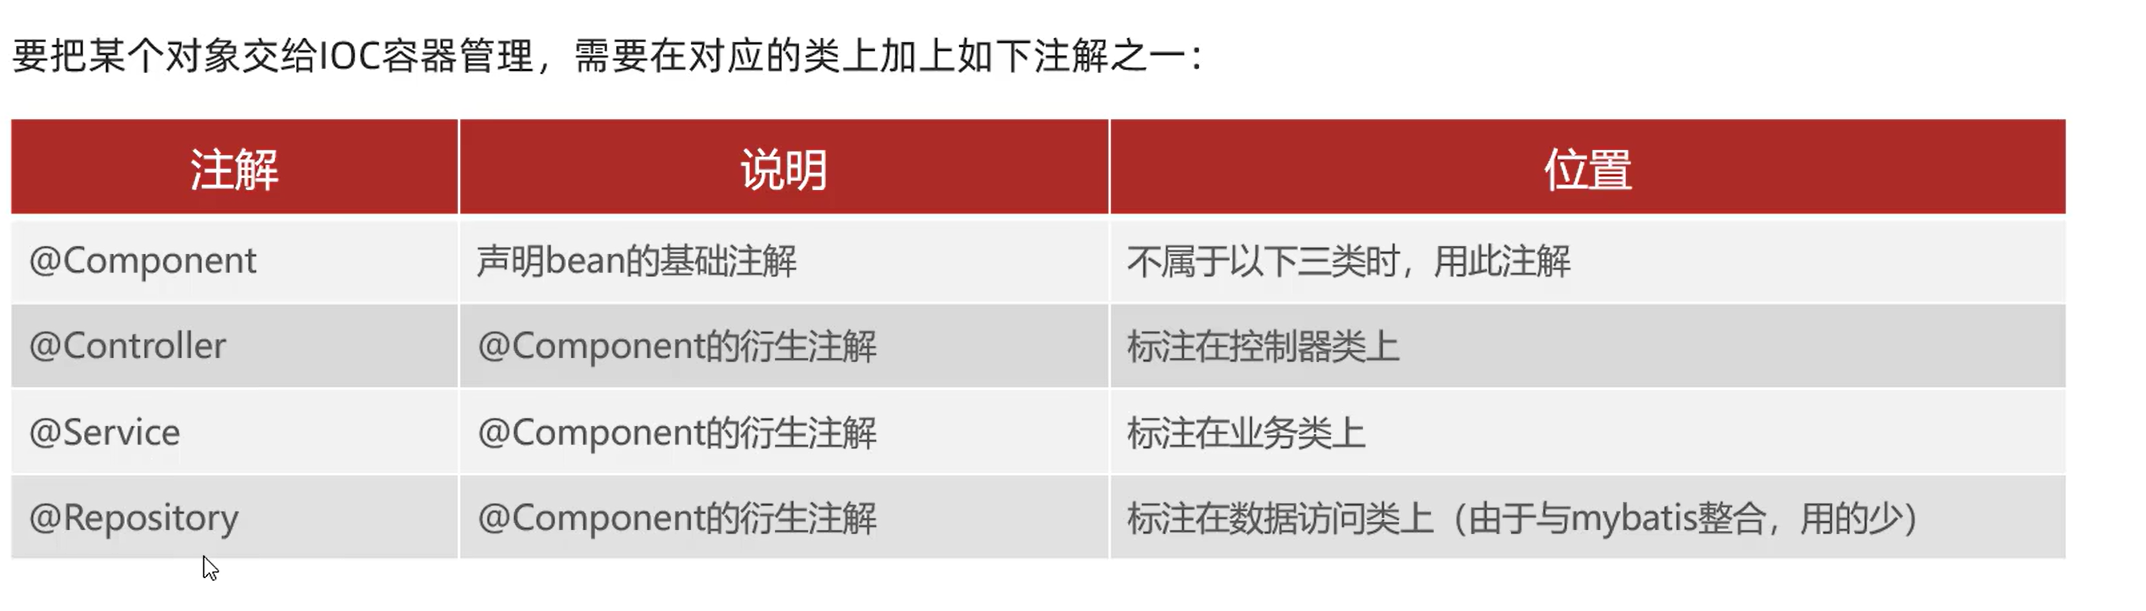 要把某个对象交给IOC容器管理，需要在对应的类上加上如下注解之一：
注解 说明 位置
@Component 声明bean的基础注解 不属于以下三类时，用此注解
@Controller @Component的衍生注解 标注在控制器类上
@Service @Component的衍生注解 标注在业务类上
@Repository @Component的衍生注解 标注在数据访问类上（由于与mybatis整合，用的少）